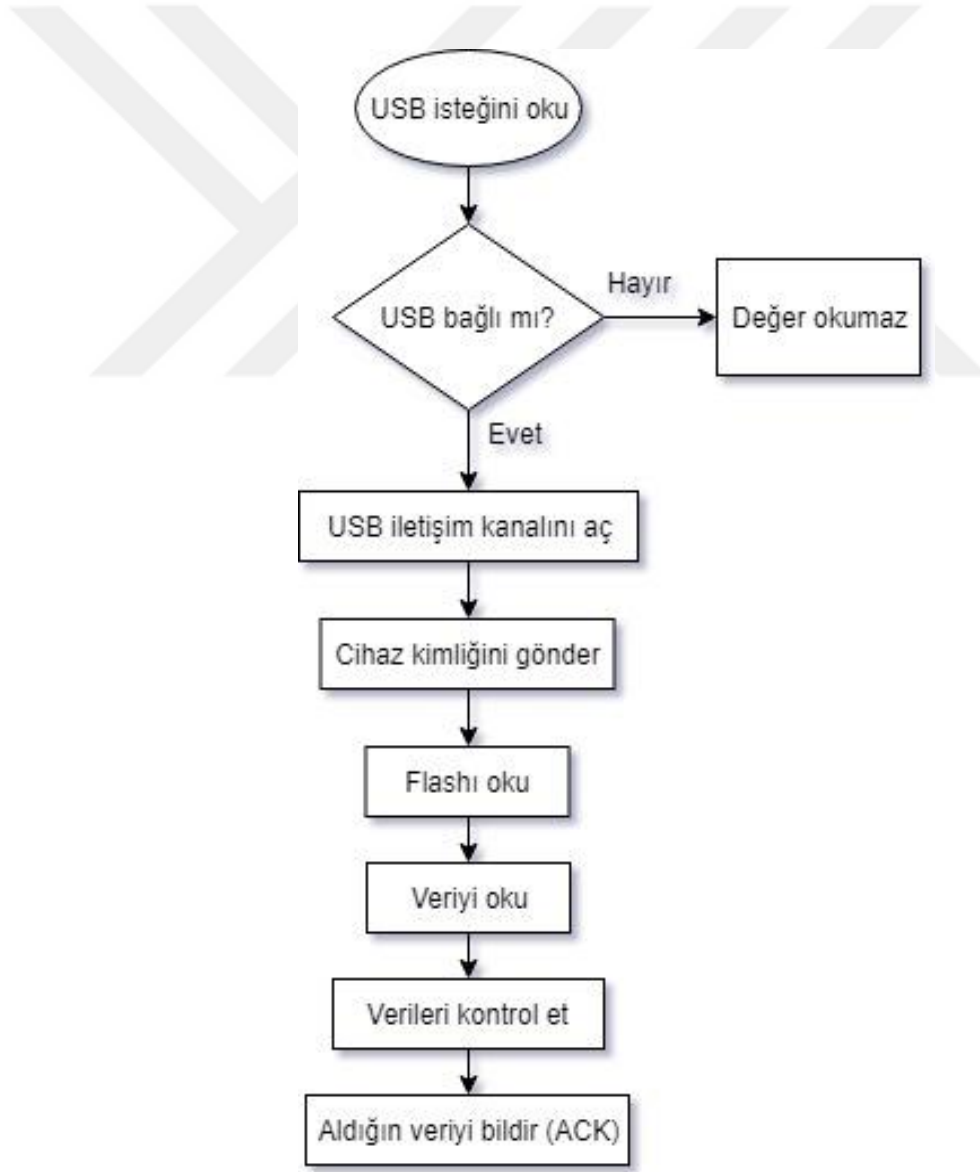 USB isteğini oku
USB bağlı mı?
Hayır
Değer okumaz
Evet
USB iletişim kanalını aç
Cihaz kimliğini gönder
Flashı oku
Veriyi oku
Verileri kontrol et
Aldığın veriyi bildir (ACK)